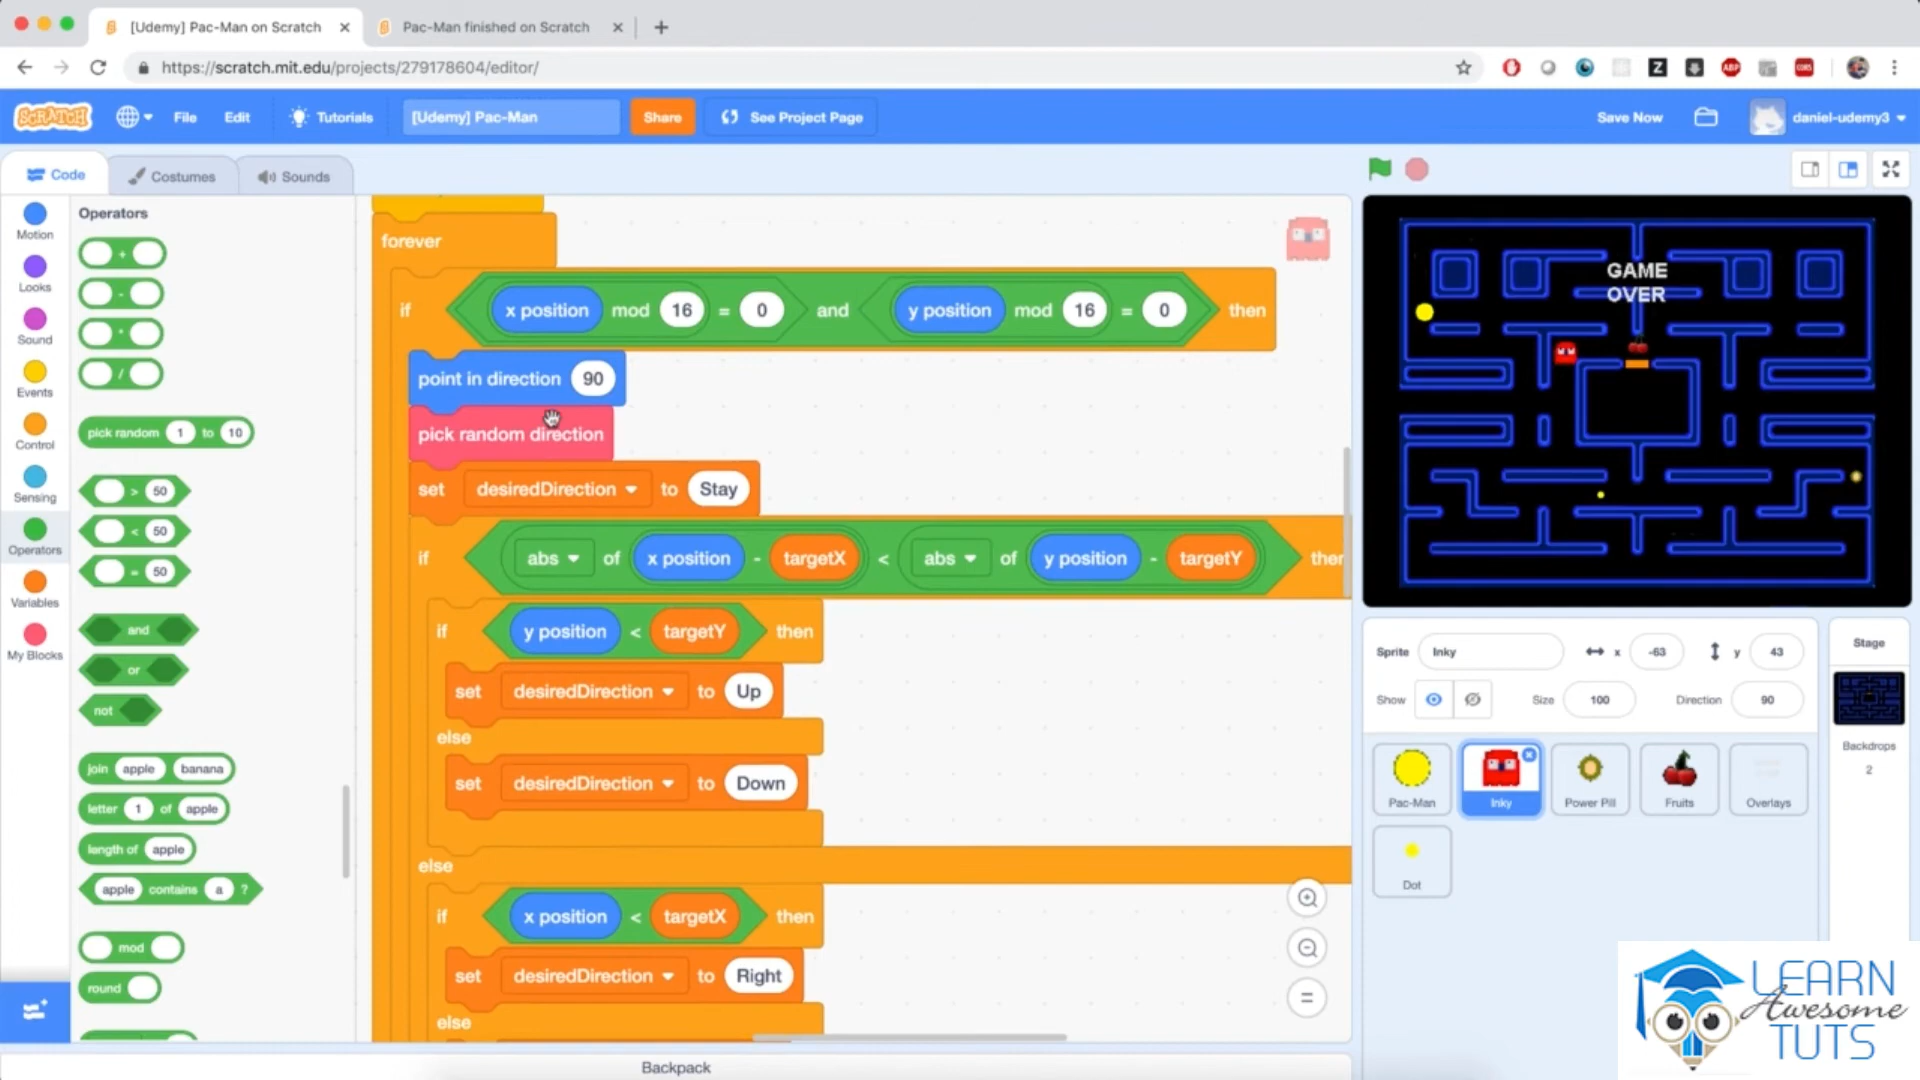 [Udemy] Pac-Man on Scratch
Pac-Man finished on Scratch
https://scratch.mit.edu/projects/279178604/editor/
Z
ABP
CORS
SCRATCH
File
Edit
Tutorials
[Udemy] Pac-Man
Share
See Project Page
Save Now
daniel-udemy3
Code
Costumes
Sounds
Motion
Looks
Sound
Events
Control
Sensing
Operators
Variables
My Blocks
Operators
+
-
*
/
pick random 1 to 10
> 50
< 50
= 50
and
or
not
join apple banana
letter 1 of apple
length of apple
apple contains a ?
mod
round
forever
if x position mod 16 = 0 and y position mod 16 = 0 then
point in direction 90
pick random direction
set desiredDirection to Stay
if abs of x position - targetX < abs of y position - targetY then
if y position < targetY then
set desiredDirection to Up
else
set desiredDirection to Down
else
if x position < targetX then
set desiredDirection to Right
else
Backpack
GAME
OVER
Sprite Inky x -63 y 43
Show Size 100 Direction 90
Pac-Man
Inky
Power Pill
Fruits
Overlays
Dot
Stage
Backdrops
2
LEARN
Awesome
TUTS